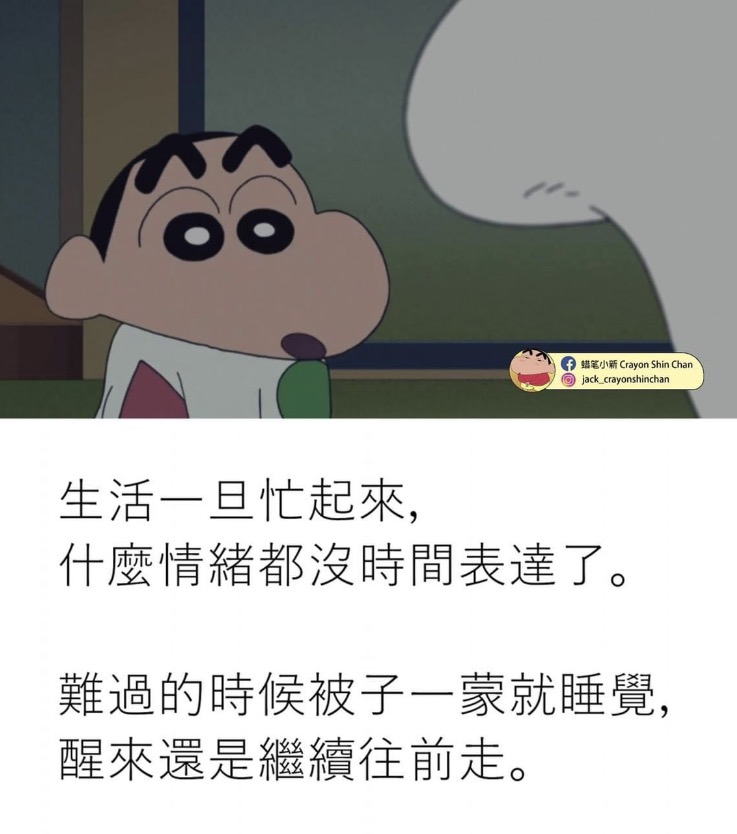 蜡笔小新 Crayon Shin Chan
jack_crayonshinchan
生活一旦忙起來,
什麼情緒都沒時間表達了。
難過的時候被子一蒙就睡覺,
醒來還是繼續往前走。